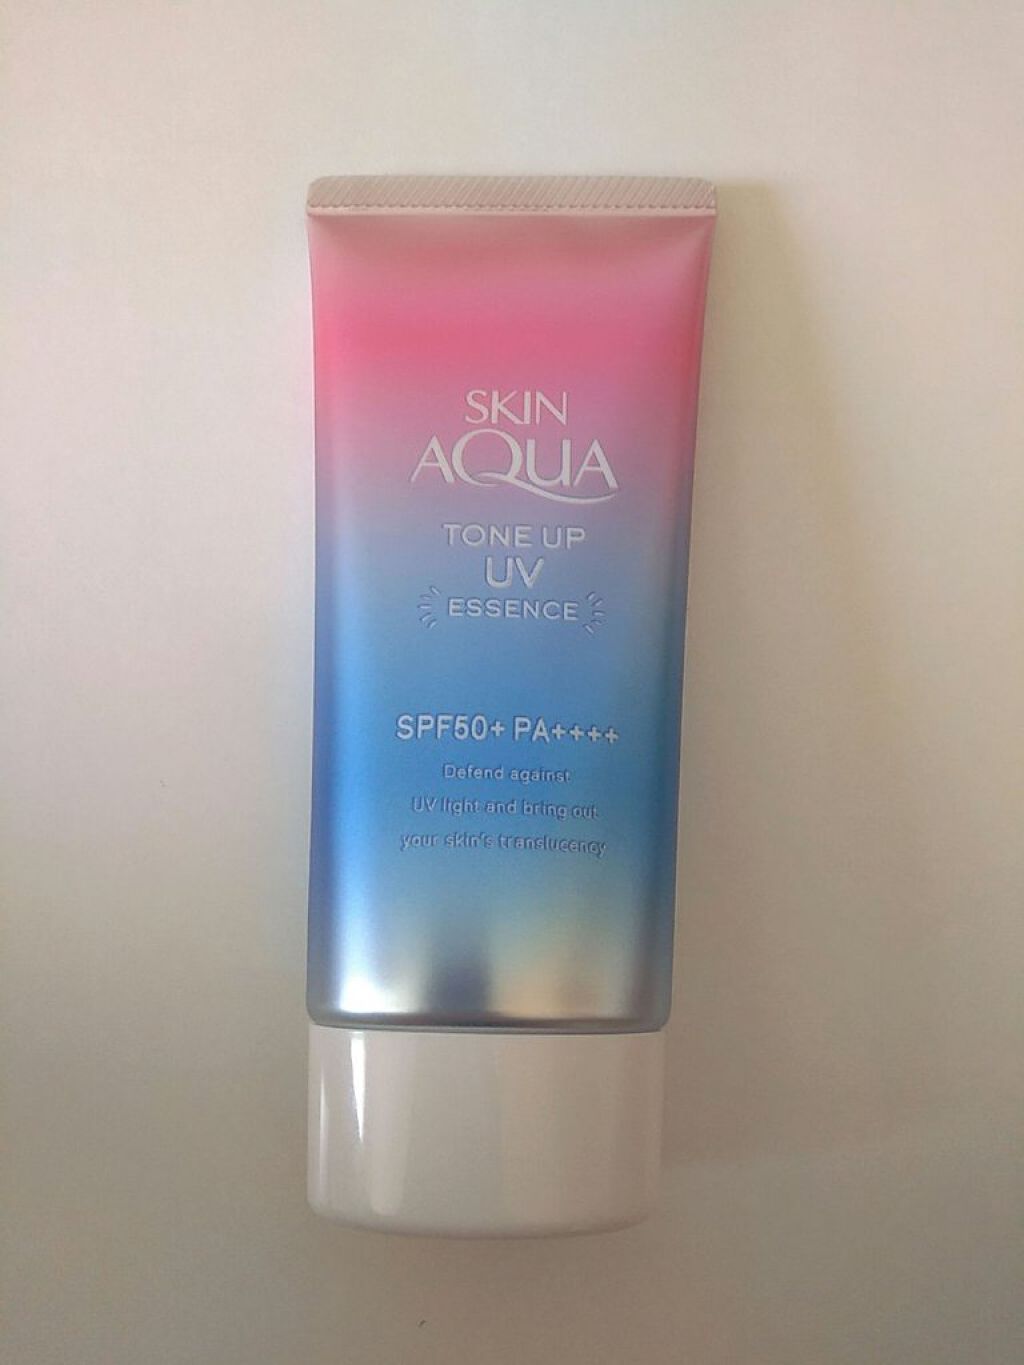 SKIN
AQUA
TONE UP
UV
ESSENCE
SPF50+ PA++++
Defend against
UV light and bring out
your skin's translucency